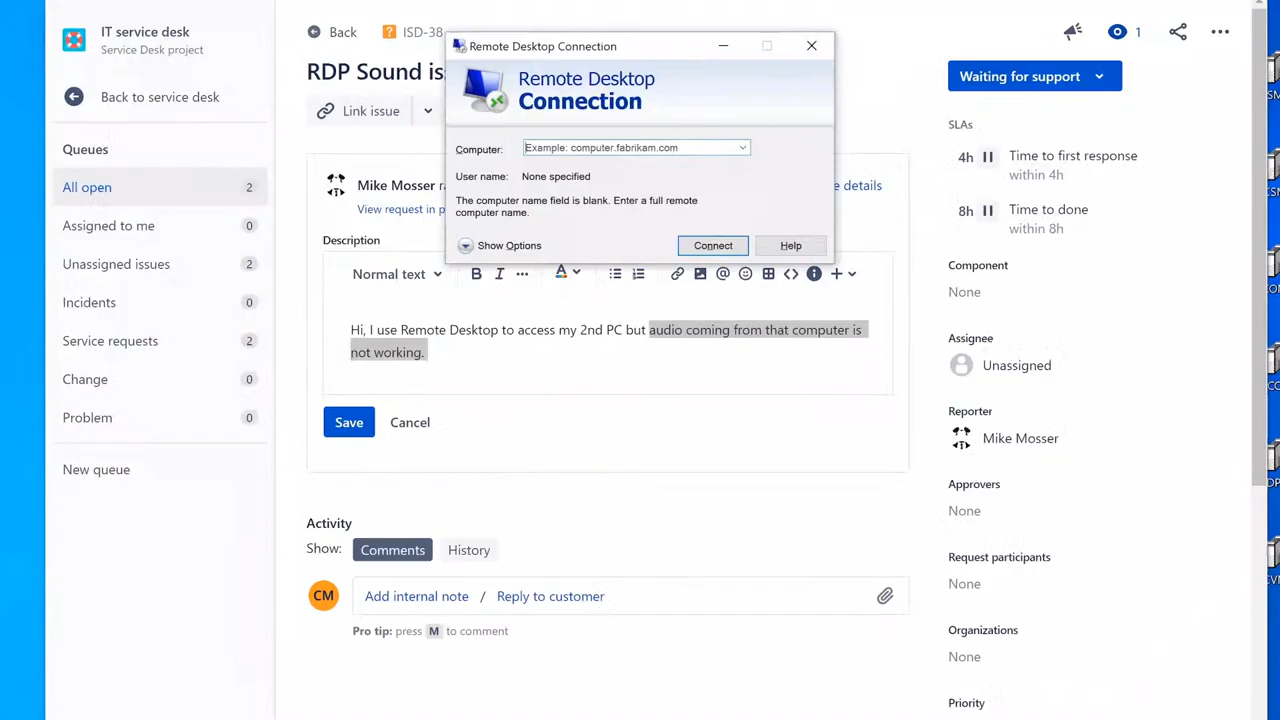 IT service desk
Service Desk project
Back to service desk
Queues
All open 2
Assigned to me 0
Unassigned issues 2
Incidents 0
Service requests 2
Change 0
Problem 0
New queue
Back ISD-38
RDP Sound is
Link issue
Mike Mosser
View request in p
e details
Description
Normal text
Hi, I use Remote Desktop to access my 2nd PC but audio coming from that computer is
not working.
Save Cancel
Activity
Show: Comments History
CM Add internal note / Reply to customer
Pro tip: press M to comment
Remote Desktop Connection
Remote Desktop
Connection
Computer: Example: computer.fabrikam.com
User name: None specified
The computer name field is blank. Enter a full remote
computer name.
Show Options Connect Help
1
Waiting for support
SLAs
4h Time to first response
within 4h
8h Time to done
within 8h
Component
None
Assignee
Unassigned
Reporter
Mike Mosser
Approvers
None
Request participants
None
Organizations
None
Priority